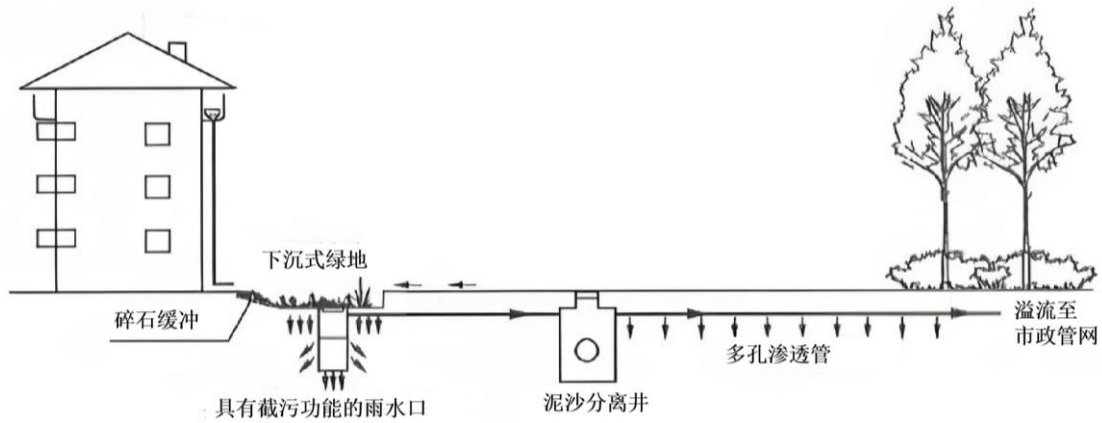 下沉式绿地
碎石缓冲
溢流至
市政管网
多孔渗透管
具有截污功能的雨水口
泥沙分离井